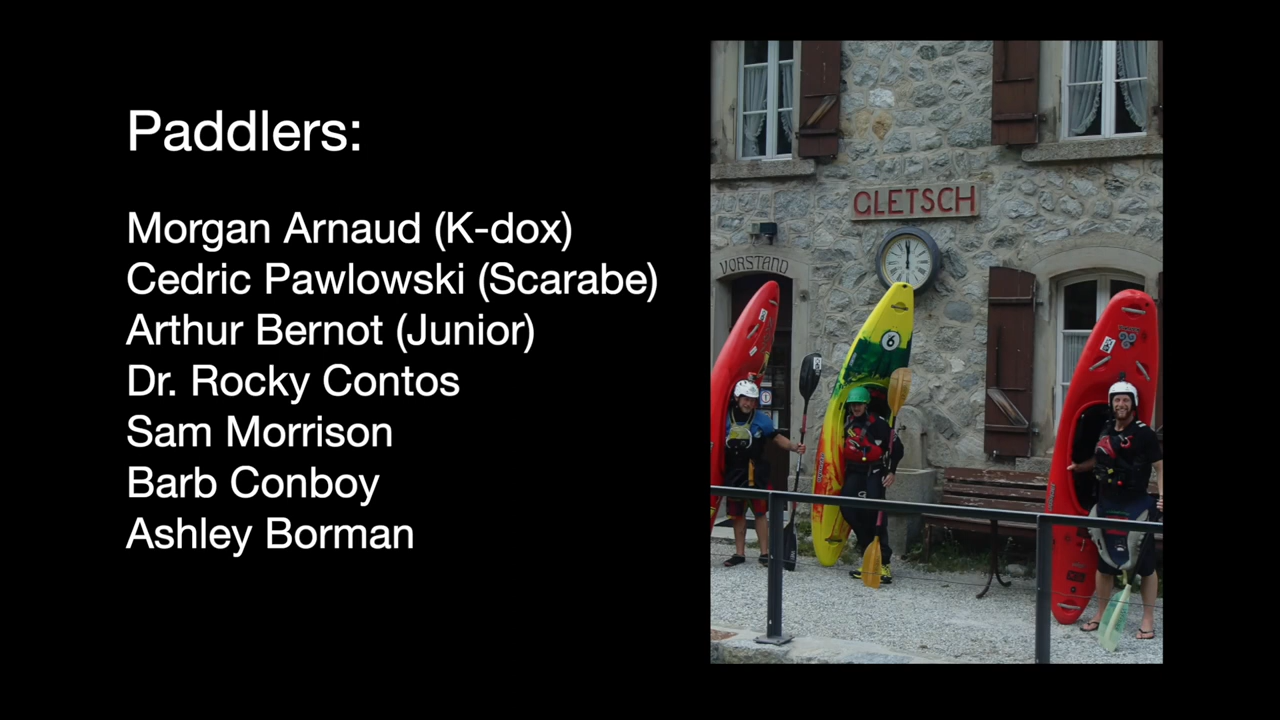 Paddlers:
Morgan Arnaud (K-dox)
Cedric Pawlowski (Scarabe)
Arthur Bernot (Junior)
Dr. Rocky Contos
Sam Morrison
Barb Conboy
Ashley Borman
GLETSCH
VORSTAND
6